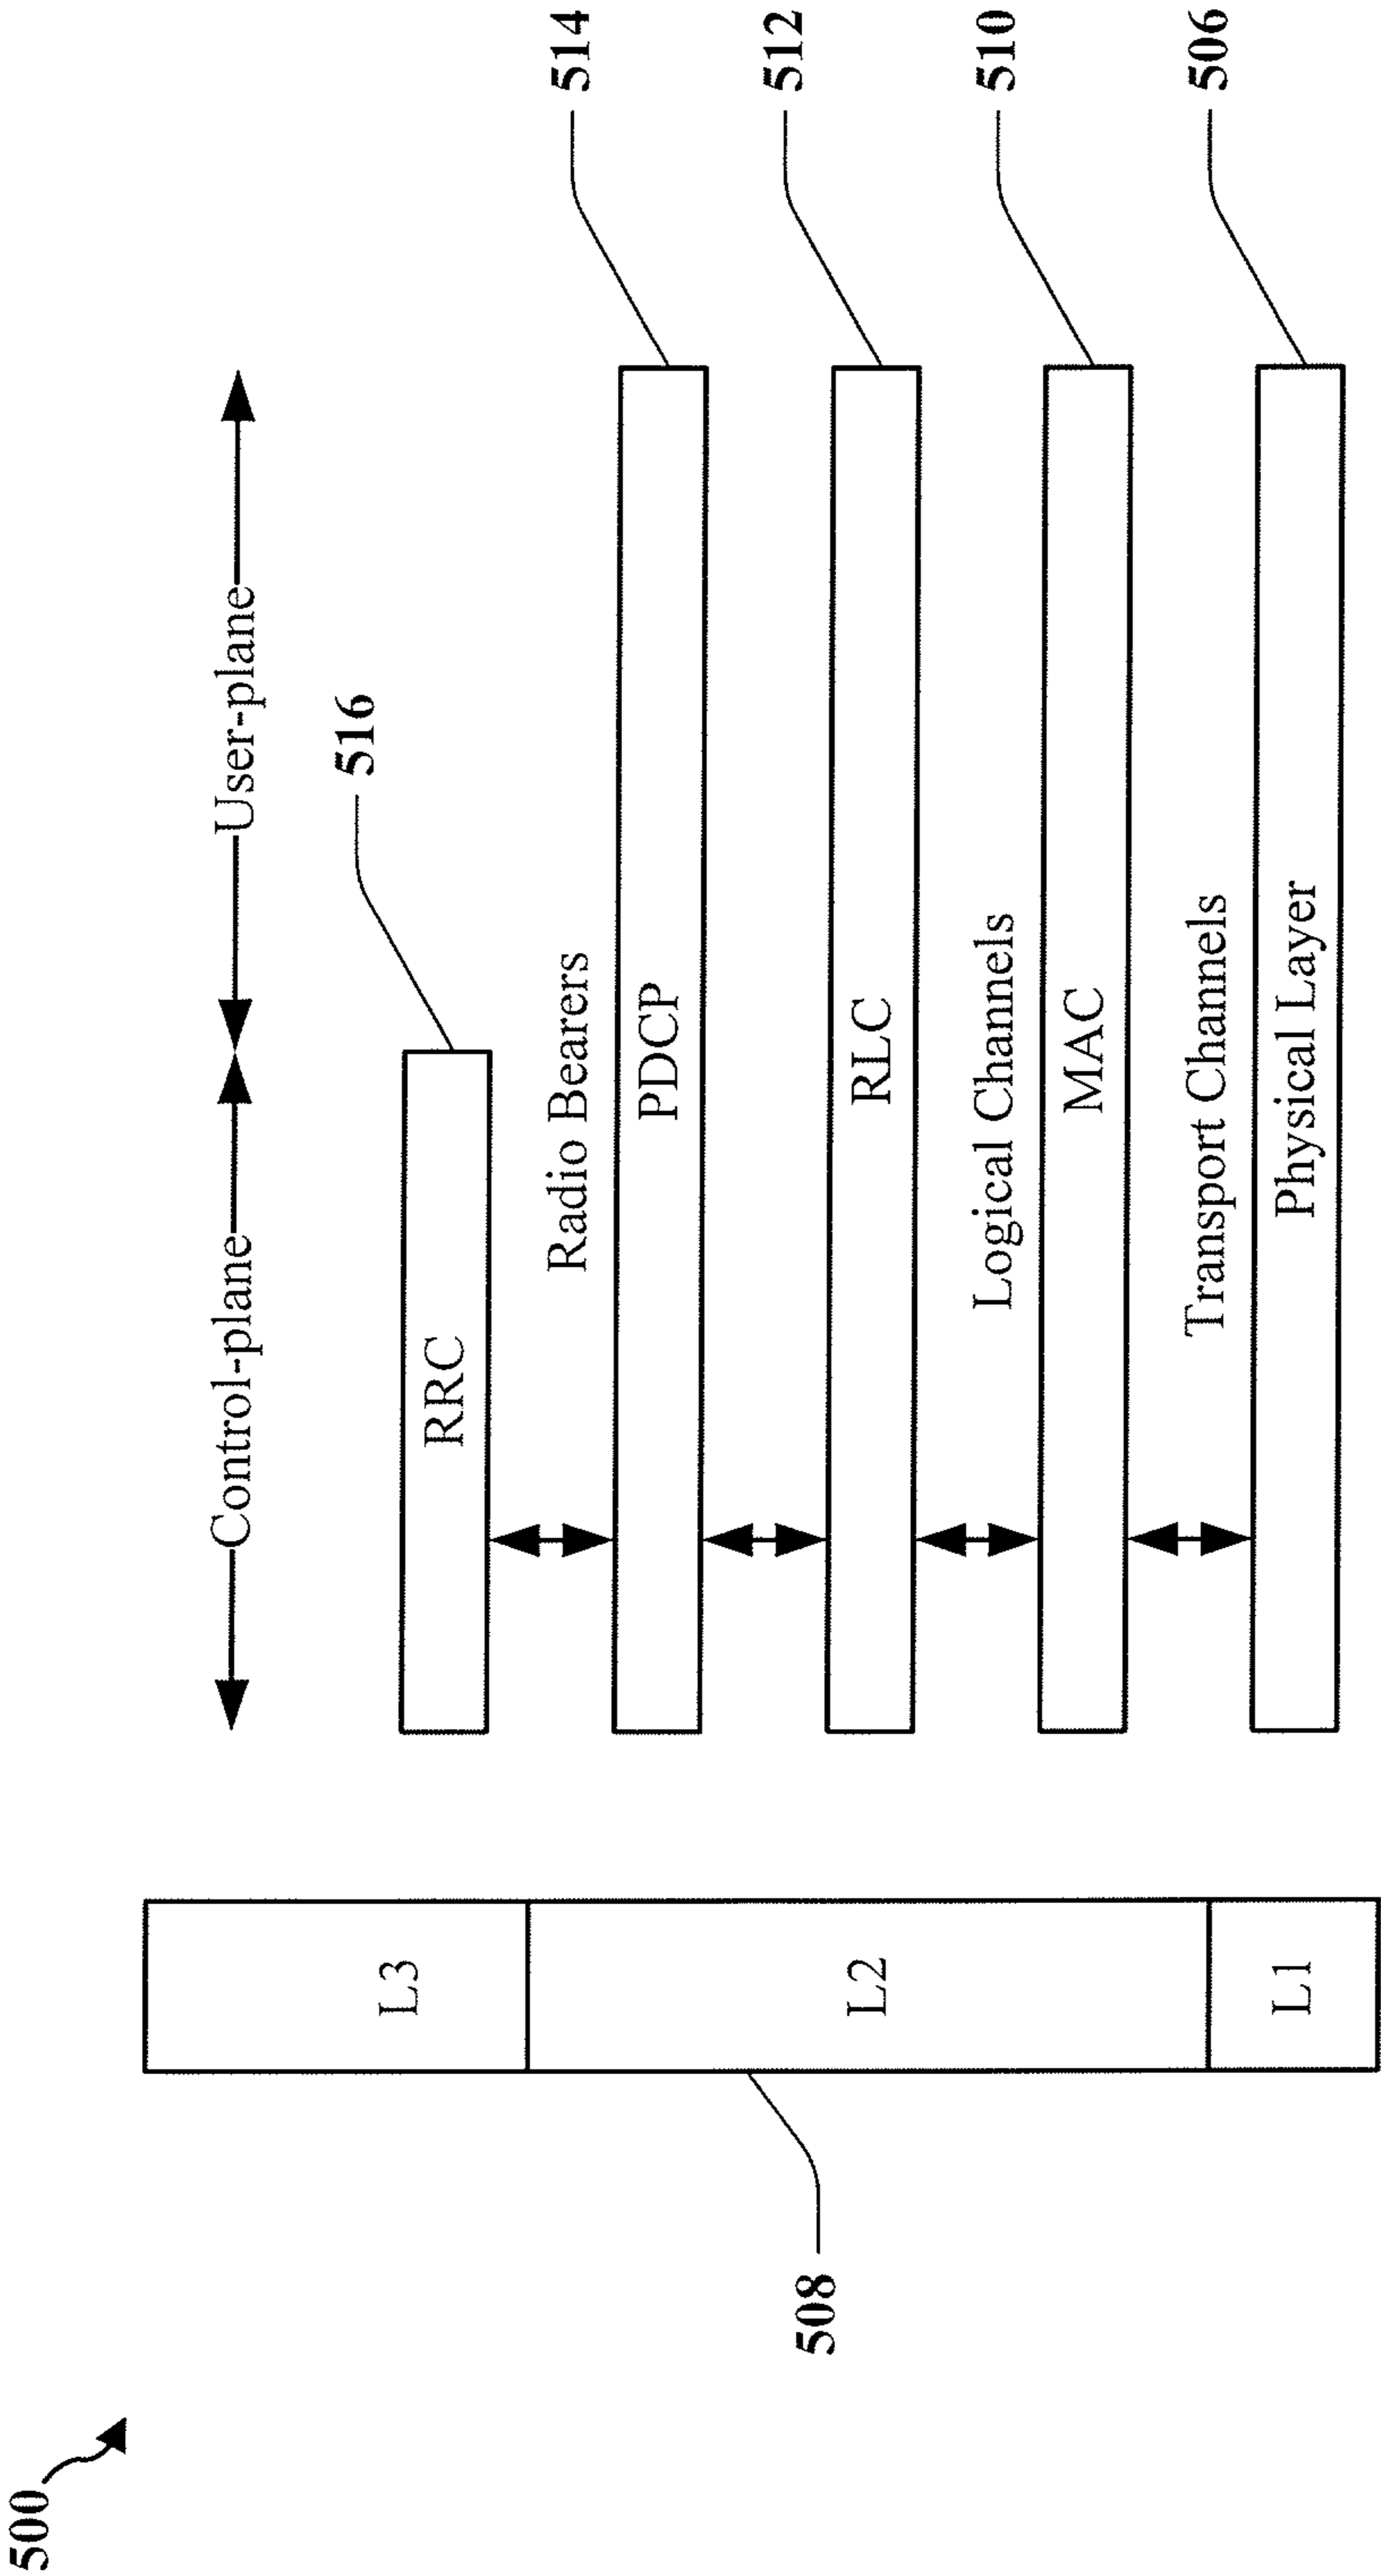 500
Control-plane
User-plane
516
L3
RRC
Radio Bearers
514
PDCP
508
L2
512
RLC
Logical Channels
510
MAC
Transport Channels
506
L1
Physical Layer